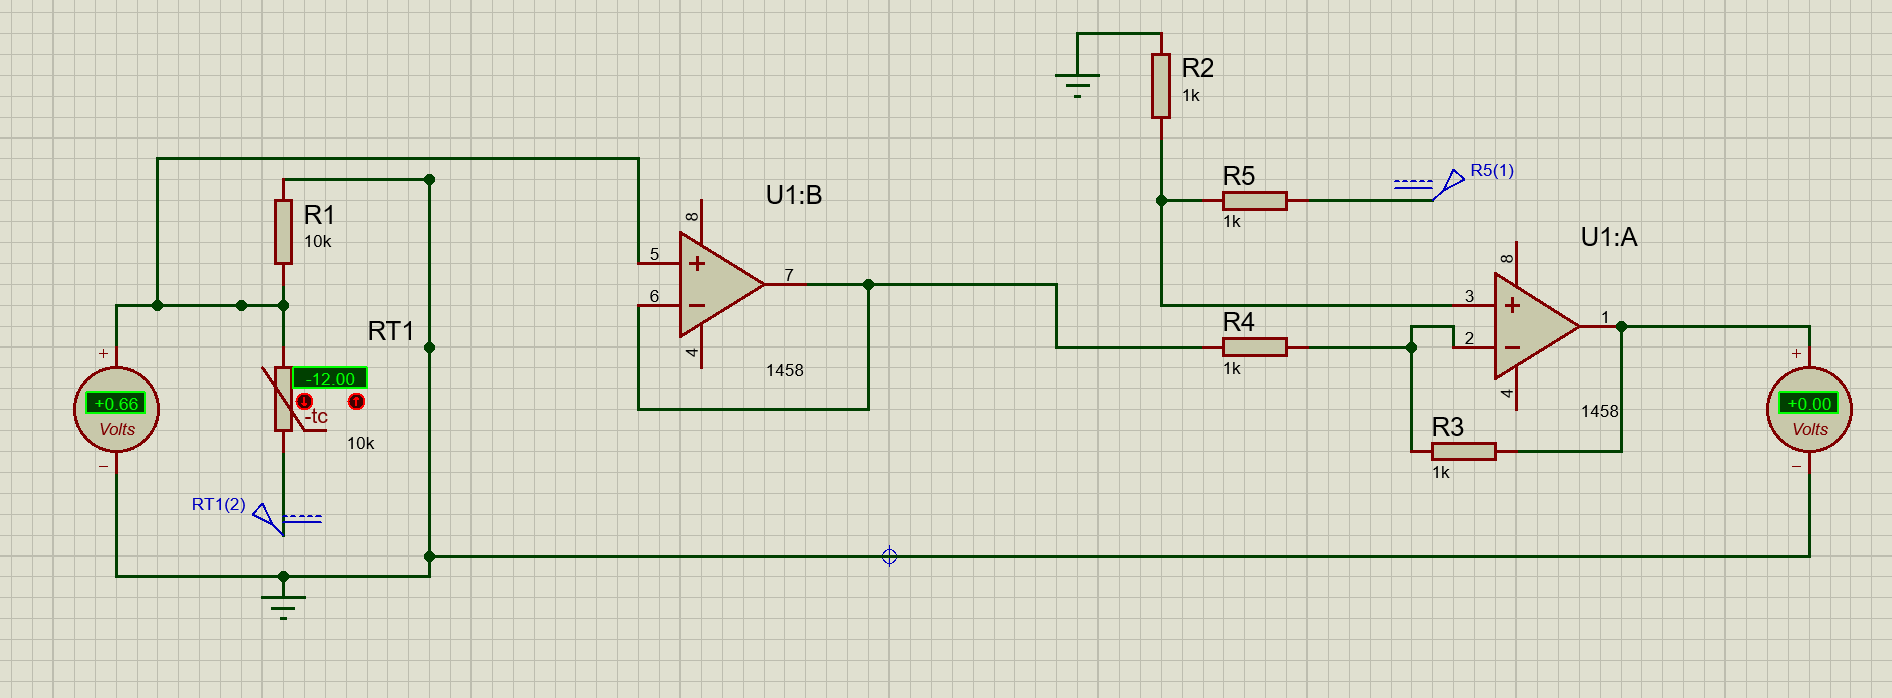 R2
1k
R5
1k
R5(1)
U1:B
8
5
7
6
4
1458
R1
10k
RT1
-12.00
-tc
10k
+
+0.66
Volts
−
RT1(2)
U1:A
8
3
1
2
4
1458
R4
1k
R3
1k
+
+0.00
Volts
−